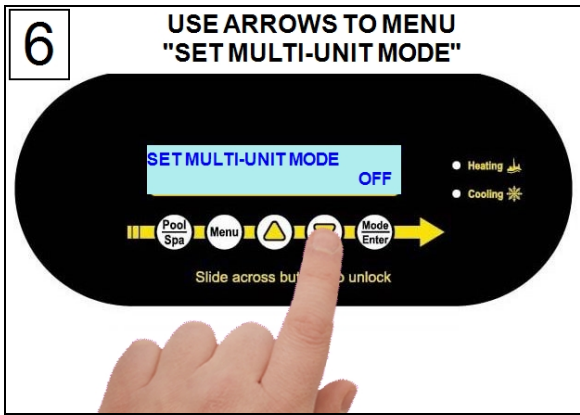 6
USE ARROWS TO MENU
"SET MULTI-UNIT MODE"
SET MULTI-UNIT MODE
OFF
Heating
Cooling
Pool
Spa
Menu
Mode
Enter
Slide across to unlock